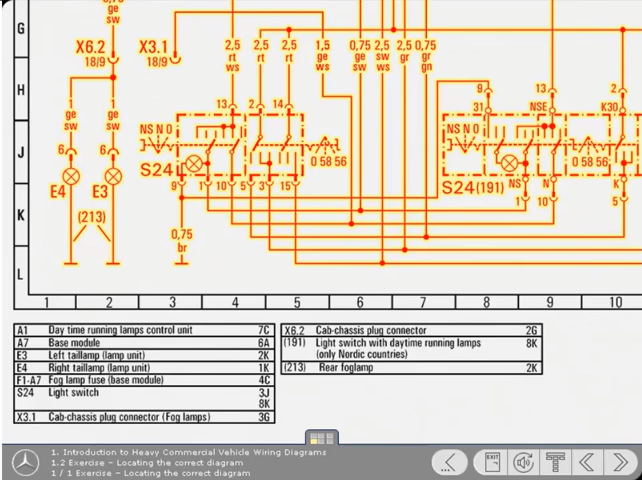 0,75
ge
sw
G
X6.2
18/9
X3.1
18/9
2,5
rt
ws
2,5
rt
2,5
rt
1,5
ge
ws
0,75
ge
sw
2,5
sw
ws
2,5
gr
0,75
gr
gn
H
1
ge
sw
1
ge
sw
13
2
14
9
31
13
NSE
2
K30
NS N 0
NS N 0
J
6
6
S24
0 58 56
0 58 56
S24(191)
NS
N
K
9
1
10
5
3
15
1
10
5
E4
E3
K
(213)
0,75
br
L
1 2 3 4 5 6 7 8 9 10
A1 Day time running lamps control unit 7C
A7 Base module 6A
E3 Left taillamp (lamp unit) 2K
E4 Right taillamp (lamp unit) 1K
F1-A7 Fog lamp fuse (base module) 4C
S24 Light switch 3J
8K
X3.1 Cab-chassis plug connector (Fog lamps) 3G
X6.2 Cab-chassis plug connector 2G
(191) Light switch with daytime running lamps 8K
(only Nordic countries)
(213) Rear foglamp 2K
1. Introduction to Heavy Commercial Vehicle Wiring Diagrams
1.2 Exercise – Locating the correct diagram
1 / 1 Exercise – Locating the correct diagram
...
EXIT